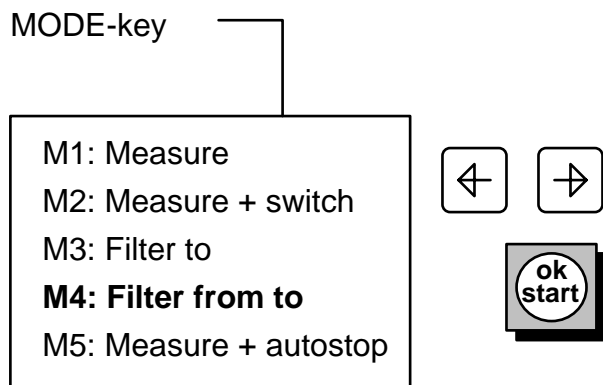 MODE-key
M1: Measure
M2: Measure + switch
M3: Filter to
M4: Filter from to
M5: Measure + autostop
ok
start